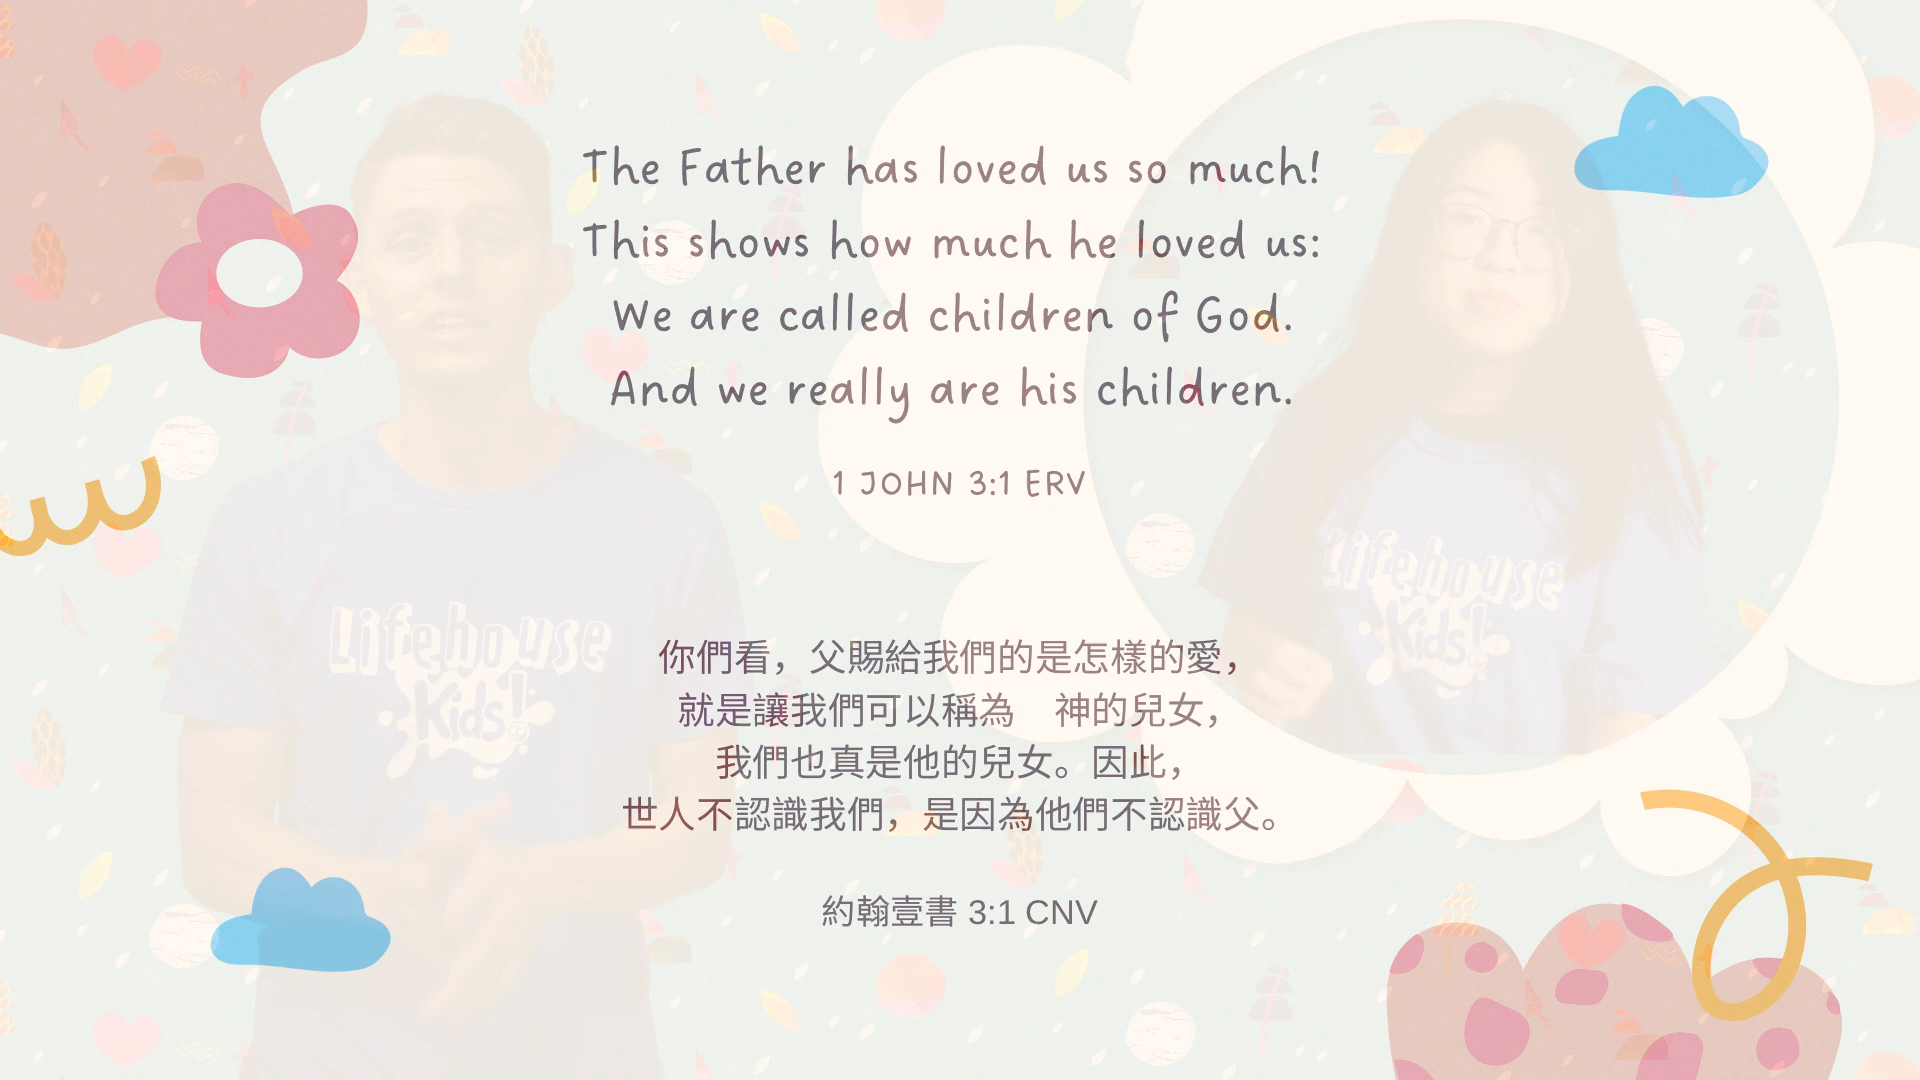 The Father has loved us so much!
This shows how much he loved us:
We are called children of God.
And we really are his children.
1 JOHN 3:1 ERV
Lifehouse
Kids!
Lifehouse
Kids!
你們看，父賜給我們的是怎樣的愛，
就是讓我們可以稱為　神的兒女，
我們也真是他的兒女。因此，
世人不認識我們，是因為他們不認識父。
約翰壹書 3:1 CNV